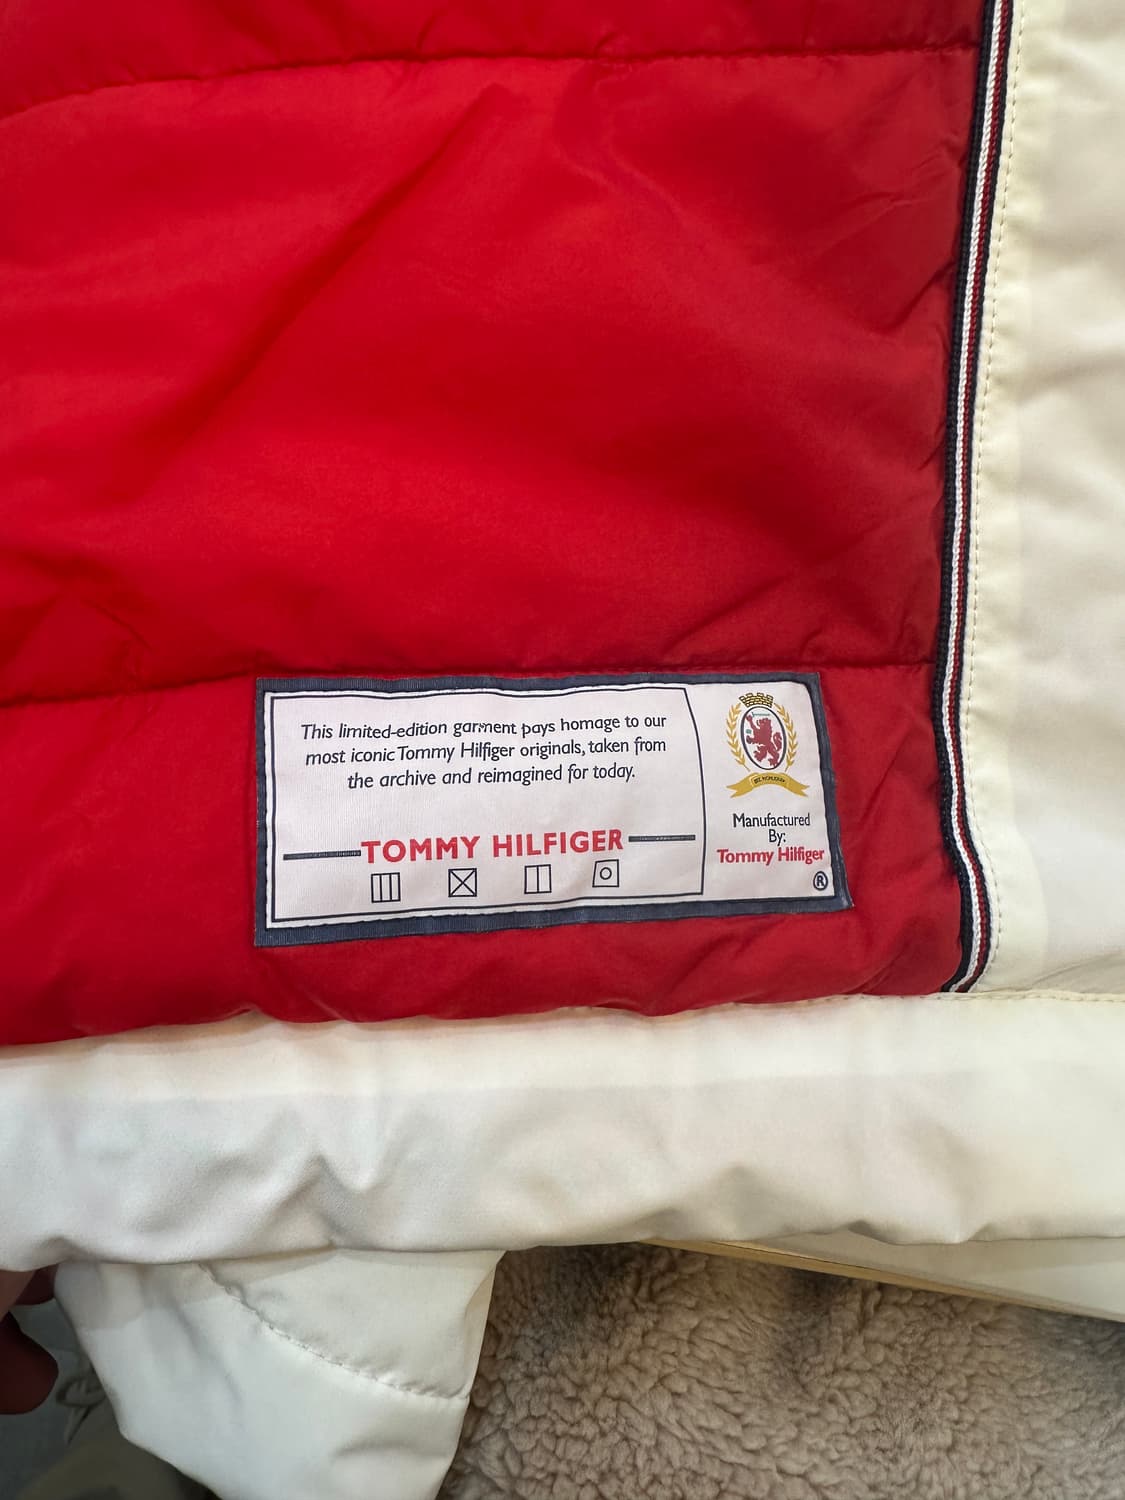 This limited-edition garment pays homage to our
most iconic Tommy Hilfiger originals, taken from
the archive and reimagined for today.
TOMMY HILFIGER
Manufactured
By:
Tommy Hilfiger
®